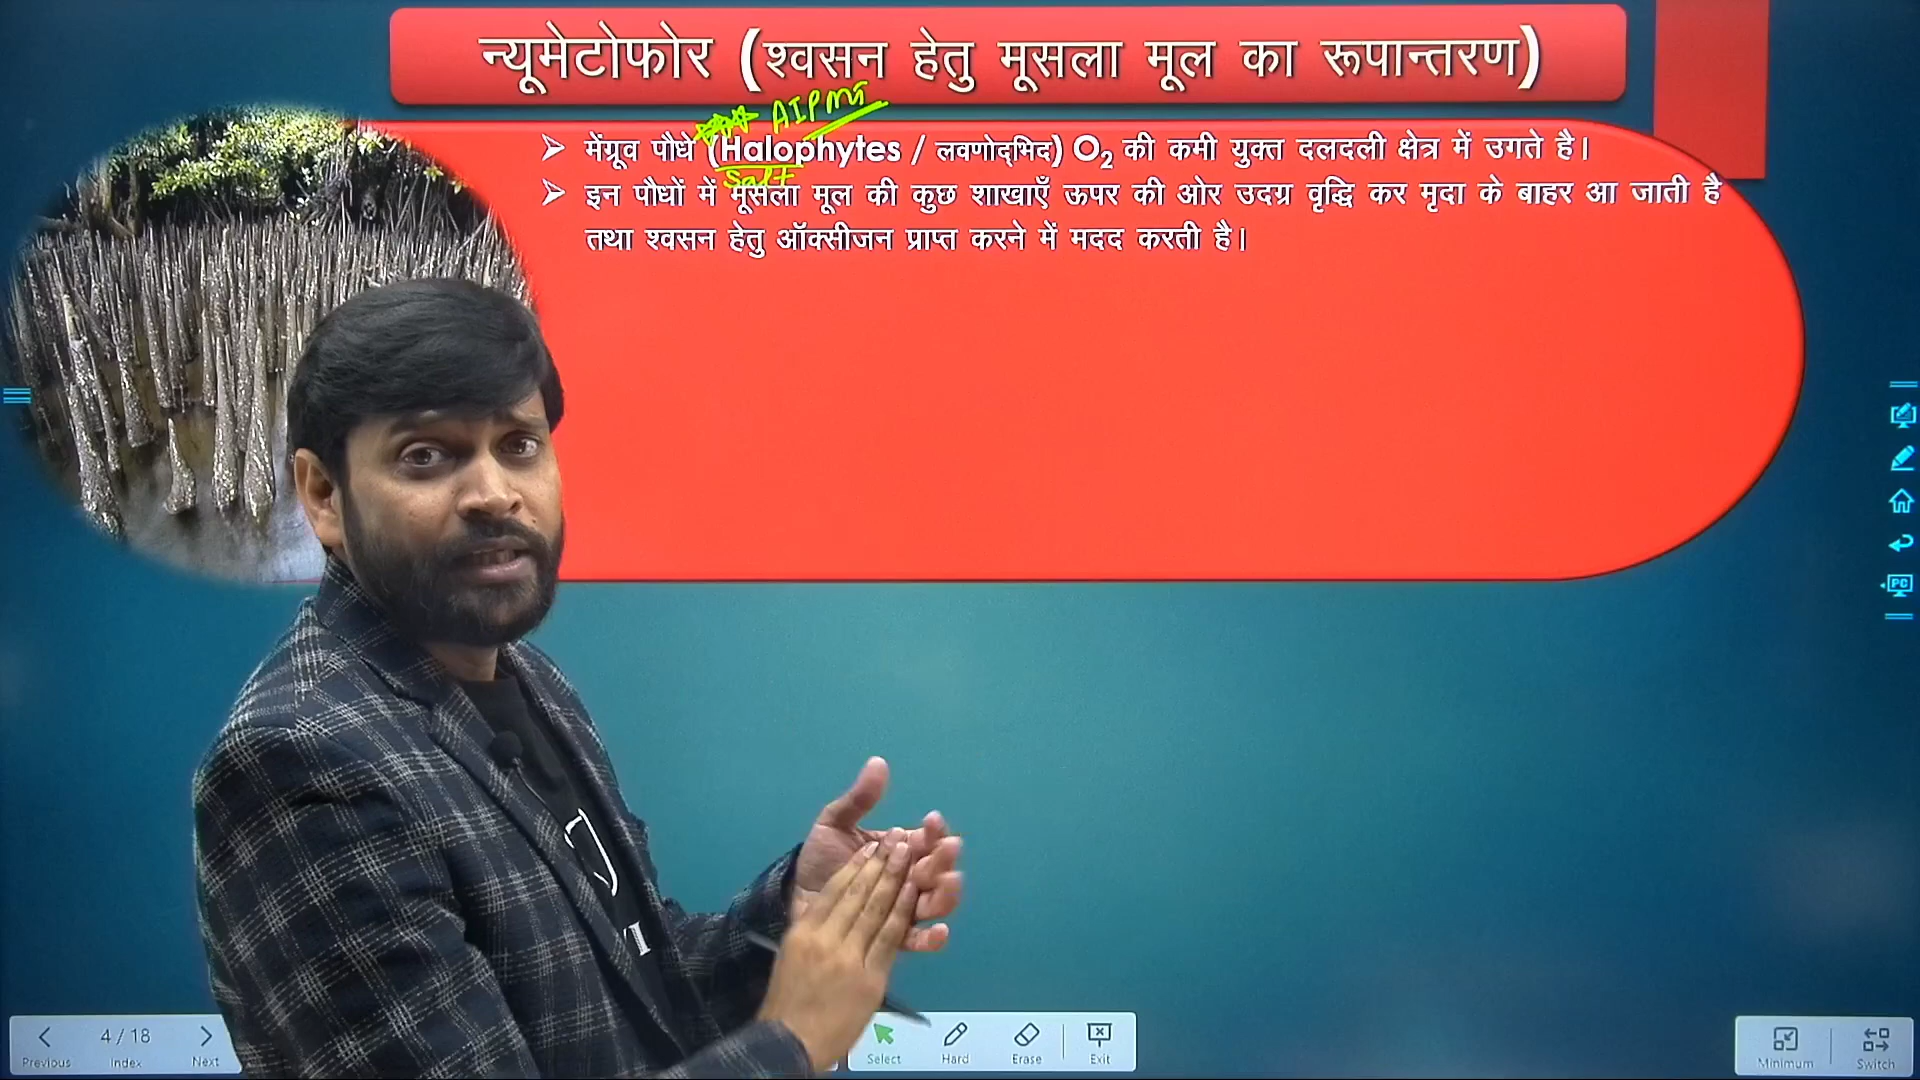 न्यूमेटोफोर (श्वसन हेतु मूसला मूल का रूपान्तरण)
*** AIPMT
➢ मेंग्रूव पौधे (Halophytes / लवणोद्भिद) O₂ की कमी युक्त दलदली क्षेत्र में उगते है।
Salt
➢ इन पौधों में मूसला मूल की कुछ शाखाएँ ऊपर की ओर उदग्र वृद्धि कर मृदा के बाहर आ जाती है
तथा श्वसन हेतु ऑक्सीजन प्राप्त करने में मदद करती है।
PC
4 / 18
Previous Index Next
Select Hard Erase Exit
Minimum Switch